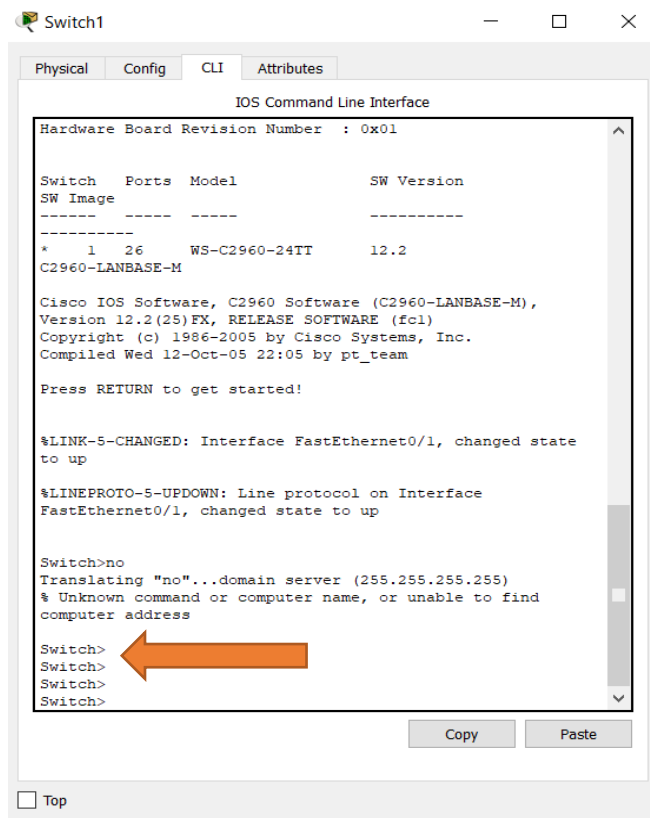 Switch1
Physical Config CLI Attributes
IOS Command Line Interface
Hardware Board Revision Number : 0x01
Switch Ports Model SW Version
SW Image
------ ----- ----- ----------
----------
* 1 26 WS-C2960-24TT 12.2
C2960-LANBASE-M
Cisco IOS Software, C2960 Software (C2960-LANBASE-M),
Version 12.2(25)FX, RELEASE SOFTWARE (fc1)
Copyright (c) 1986-2005 by Cisco Systems, Inc.
Compiled Wed 12-Oct-05 22:05 by pt_team
Press RETURN to get started!
%LINK-5-CHANGED: Interface FastEthernet0/1, changed state
to up
%LINEPROTO-5-UPDOWN: Line protocol on Interface
FastEthernet0/1, changed state to up
Switch>no
Translating "no"...domain server (255.255.255.255)
% Unknown command or computer name, or unable to find
computer address
Switch>
Switch>
Switch>
Switch>
Copy Paste
Top